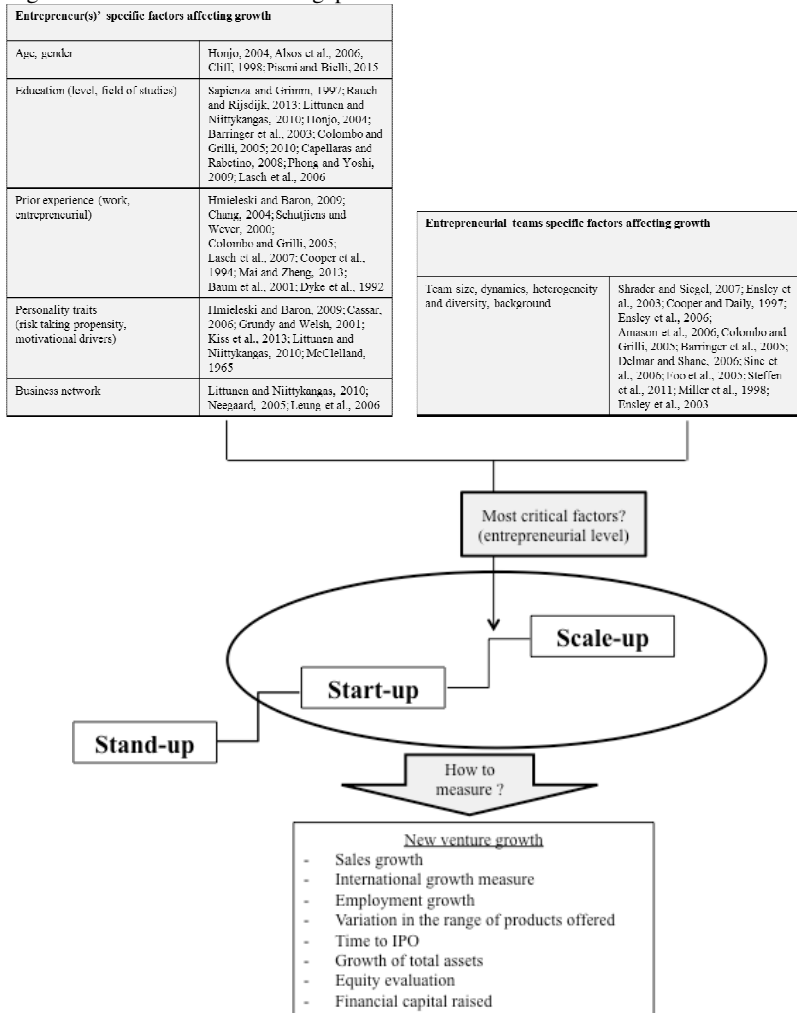 Entrepreneur(s)' specific factors affecting growth
Age, gender
Honjo, 2004, Alsos et al., 2006,
Cliff, 1998; Pisoni and Bielli, 2015
Education (level, field of studies)
Sapienza and Grimm, 1997; Rauch
and Rijsdijk, 2013; Littunen and
Niittykangas, 2010; Honjo, 2004;
Barringer et al., 2005; Colombo and
Grilli, 2005; 2010; Capellaras and
Rabetino, 2008; Phong and Yoshi,
2009; Lasch et al., 2006
Prior experience (work,
entrepreneurial)
Hmieleski and Baron, 2009;
Chang, 2004; Schutjiens and
Wever, 2000;
Colombo and Grilli, 2005;
Lasch et al., 2007; Cooper et al.,
1994; Mai and Zheng, 2013;
Baum et al., 2001; Dyke et al., 1992
Personality traits
(risk taking propensity,
motivational drivers)
Hmieleski and Baron, 2009; Cassar,
2006; Grundy and Welsh, 2001;
Kiss et al., 2013; Littunen and
Niittykangas, 2010; McClelland,
1965
Business network
Littunen and Niittykangas, 2010;
Neegaard, 2005; Leung et al., 2006
Entrepreneurial teams specific factors affecting growth
Team size, dynamics, heterogeneity
and diversity, background
Shrader and Siegel, 2007; Ensley et
al., 2003; Cooper and Daily, 1997;
Ensley et al., 2006;
Amason et al., 2006, Colombo and
Grilli, 2005; Barringer et al., 2005;
Delmar and Shane, 2006; Sine et
al., 2006; Foo et al., 2005; Steffen
et al., 2011; Miller et al., 1998;
Ensley et al., 2003
Most critical factors?
(entrepreneurial level)
Scale-up
Start-up
Stand-up
How to
measure ?
New venture growth
- Sales growth
- International growth measure
- Employment growth
- Variation in the range of products offered
- Time to IPO
- Growth of total assets
- Equity evaluation
- Financial capital raised